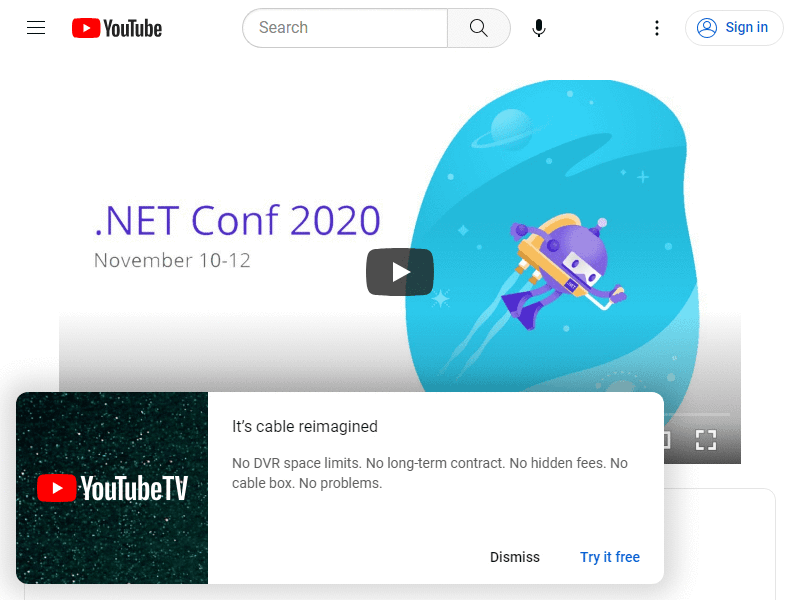 YouTube
Search
Sign in
.NET Conf 2020
November 10-12
.NET
YouTubeTV
It’s cable reimagined
No DVR space limits. No long-term contract. No hidden fees. No
cable box. No problems.
Dismiss
Try it free